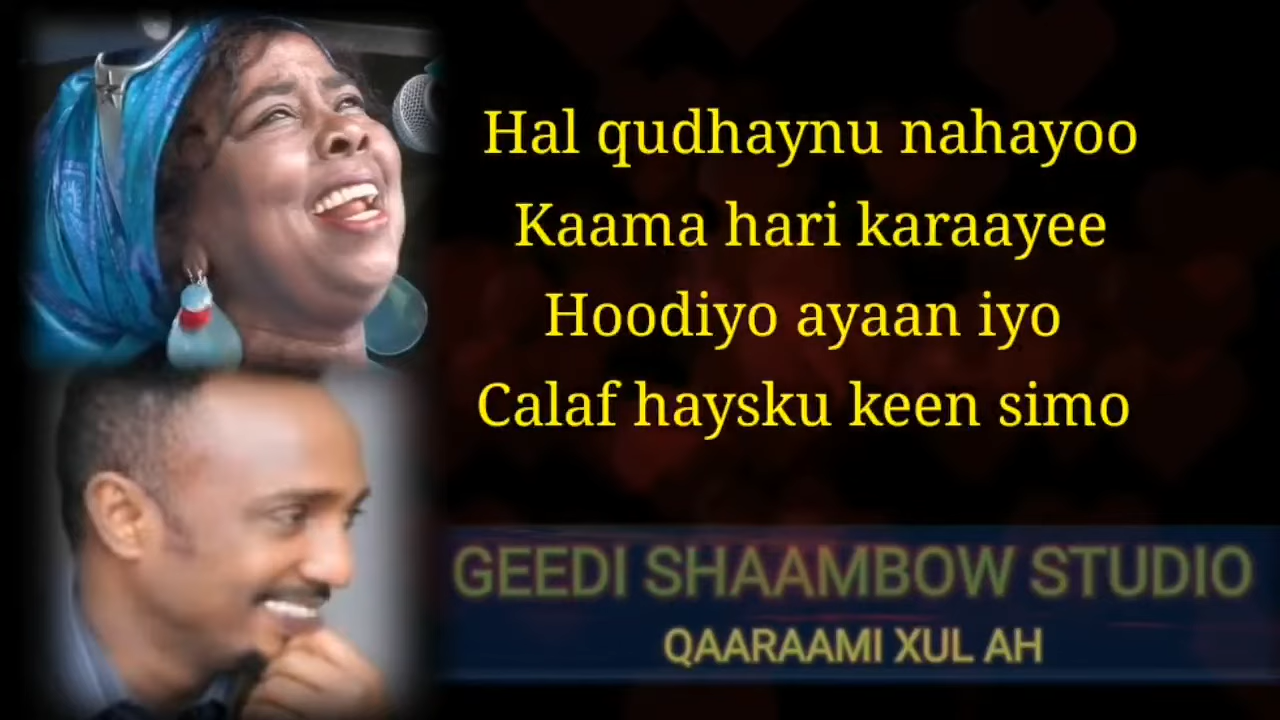 Hal qudhaynu nahayoo
Kaama hari karaayee
Hoodiyo ayaan iyo
Calaf haysku keen simo
GEEDI SHAAMBOW STUDIO
QAARAAMI XUL AH